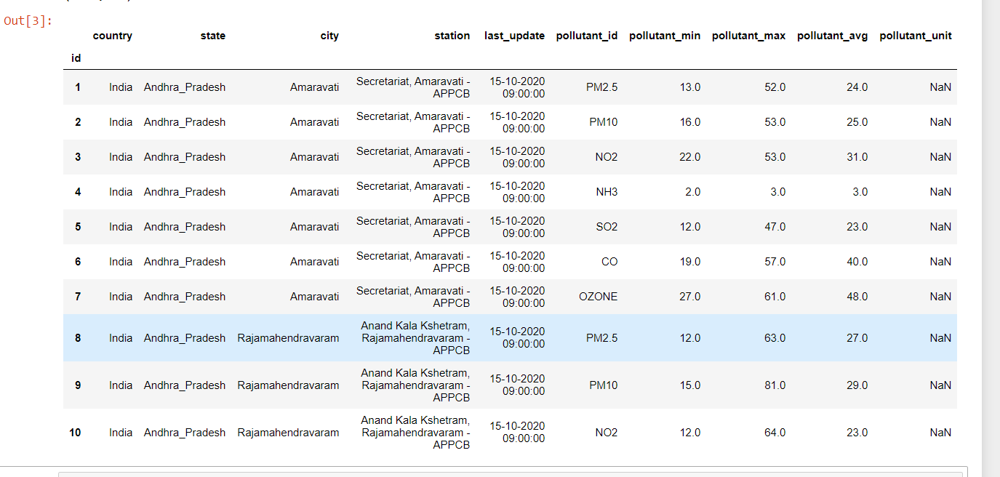 Out[3]:
country state city station last_update pollutant_id pollutant_min pollutant_max pollutant_avg pollutant_unit
id
1 India Andhra_Pradesh Amaravati Secretariat, Amaravati - APPCB 15-10-2020 09:00:00 PM2.5 13.0 52.0 24.0 NaN
2 India Andhra_Pradesh Amaravati Secretariat, Amaravati - APPCB 15-10-2020 09:00:00 PM10 16.0 53.0 25.0 NaN
3 India Andhra_Pradesh Amaravati Secretariat, Amaravati - APPCB 15-10-2020 09:00:00 NO2 22.0 53.0 31.0 NaN
4 India Andhra_Pradesh Amaravati Secretariat, Amaravati - APPCB 15-10-2020 09:00:00 NH3 2.0 3.0 3.0 NaN
5 India Andhra_Pradesh Amaravati Secretariat, Amaravati - APPCB 15-10-2020 09:00:00 SO2 12.0 47.0 23.0 NaN
6 India Andhra_Pradesh Amaravati Secretariat, Amaravati - APPCB 15-10-2020 09:00:00 CO 19.0 57.0 40.0 NaN
7 India Andhra_Pradesh Amaravati Secretariat, Amaravati - APPCB 15-10-2020 09:00:00 OZONE 27.0 61.0 48.0 NaN
8 India Andhra_Pradesh Rajamahendravaram Anand Kala Kshetram, Rajamahendravaram - APPCB 15-10-2020 09:00:00 PM2.5 12.0 63.0 27.0 NaN
9 India Andhra_Pradesh Rajamahendravaram Anand Kala Kshetram, Rajamahendravaram - APPCB 15-10-2020 09:00:00 PM10 15.0 81.0 29.0 NaN
10 India Andhra_Pradesh Rajamahendravaram Anand Kala Kshetram, Rajamahendravaram - APPCB 15-10-2020 09:00:00 NO2 12.0 64.0 23.0 NaN